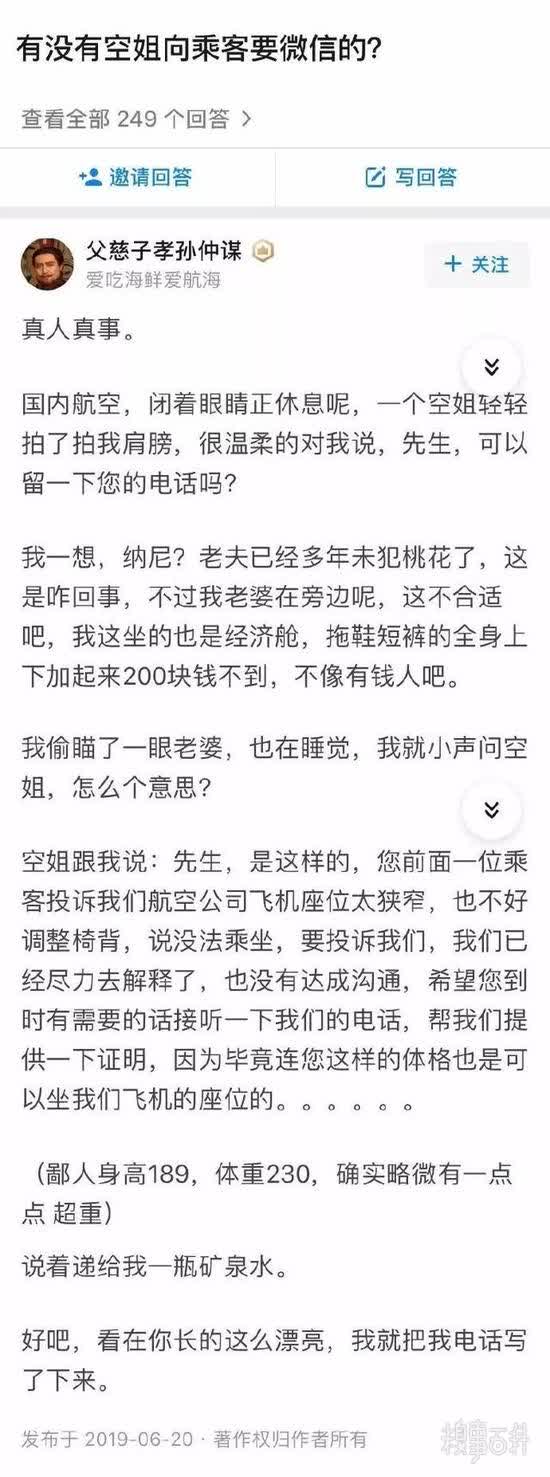 有没有空姐向乘客要微信的?
查看全部 249 个回答
邀请回答
写回答
父慈子孝孙仲谋
爱吃海鲜爱航海
+ 关注
真人真事。
国内航空，闭着眼睛正休息呢，一个空姐轻轻
拍了拍我肩膀，很温柔的对我说，先生，可以
留一下您的电话吗?
我一想，纳尼? 老夫已经多年未犯桃花了，这
是咋回事，不过我老婆在旁边呢，这不合适
吧，我这坐的也是经济舱，拖鞋短裤的全身上
下加起来200块钱不到，不像有钱人吧。
我偷瞄了一眼老婆，也在睡觉，我就小声问空
姐，怎么个意思?
空姐跟我说：先生，是这样的，您前面一位乘
客投诉我们航空公司飞机座位太狭窄，也不好
调整椅背，说没法乘坐，要投诉我们，我们已
经尽力去解释了，也没有达成沟通，希望您到
时有需要的话接听一下我们的电话，帮我们提
供一下证明，因为毕竟连您这样的体格也是可
以坐我们飞机的座位的。。。。。。
（鄙人身高189，体重230，确实略微有一点
点 超重）
说着递给我一瓶矿泉水。
好吧，看在你长的这么漂亮，我就把我电话写
了下来。
发布于 2019-06-20 · 著作权归作者所有
糗事百科